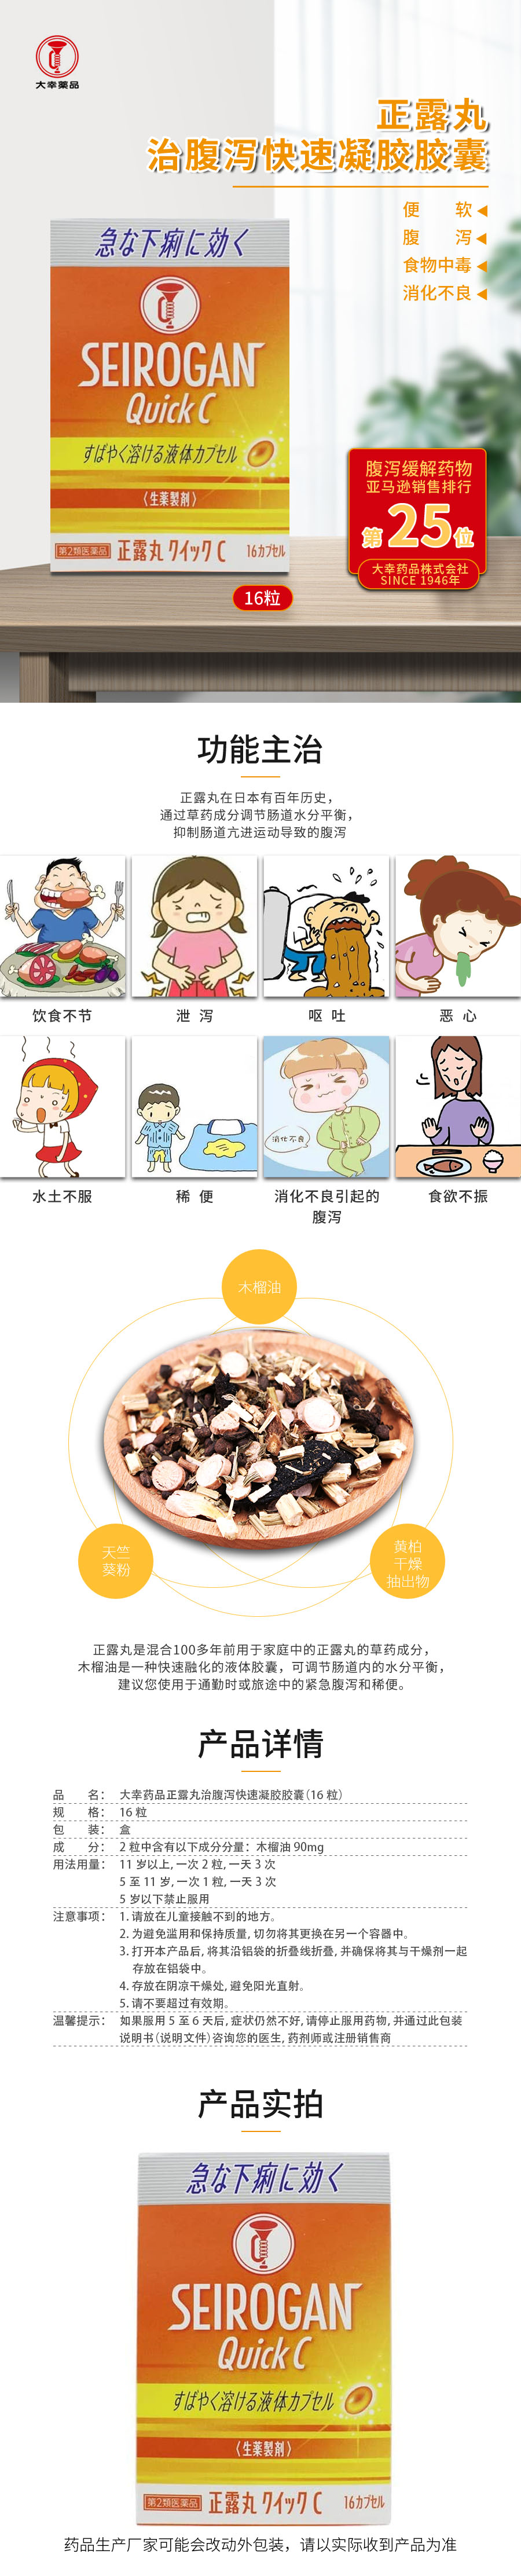 大幸薬品
正露丸
治腹泻快速凝胶胶囊
便 软
腹 泻
食物中毒
消化不良
急な下痢に効く
SEIROGAN
Quick C
すばやく溶ける液体カプセル
〈生薬製剤〉
第2類医薬品 正露丸クイックC 16カプセル
腹泻缓解药物
亚马逊销售排行
第25位
大幸药品株式会社
SINCE 1946年
16粒
功能主治
正露丸在日本有百年历史，
通过草药成分调节肠道水分平衡，
抑制肠道亢进运动导致的腹泻
饮食不节
泄 泻
呕 吐
恶 心
消化不良
水土不服
稀 便
消化不良引起的
腹泻
食欲不振
木榴油
天竺
葵粉
黄柏
干燥
抽出物
正露丸是混合100多年前用于家庭中的正露丸的草药成分，
木榴油是一种快速融化的液体胶囊，可调节肠道内的水分平衡，
建议您使用于通勤时或旅途中的紧急腹泻和稀便。
产品详情
品 名： 大幸药品正露丸治腹泻快速凝胶胶囊（16 粒）
规 格： 16 粒
包 装： 盒
成 分： 2 粒中含有以下成分分量：木榴油 90mg
用法用量： 11 岁以上, 一次 2 粒, 一天 3 次
5 至 11 岁, 一次 1 粒, 一天 3 次
5 岁以下禁止服用
注意事项： 1. 请放在儿童接触不到的地方。
2. 为避免滥用和保持质量, 切勿将其更换在另一个容器中。
3. 打开本产品后, 将其沿铝袋的折叠线折叠, 并确保将其与干燥剂一起
存放在铝袋中。
4. 存放在阴凉干燥处, 避免阳光直射。
5. 请不要超过有效期。
温馨提示： 如果服用 5 至 6 天后, 症状仍然不好, 请停止服用药物, 并通过此包装
说明书（说明文件）咨询您的医生, 药剂师或注册销售商
产品实拍
急な下痢に効く
SEIROGAN
Quick C
すばやく溶ける液体カプセル
〈生薬製剤〉
第2類医薬品 正露丸クイックC 16カプセル
药品生产厂家可能会改动外包装，请以实际收到产品为准